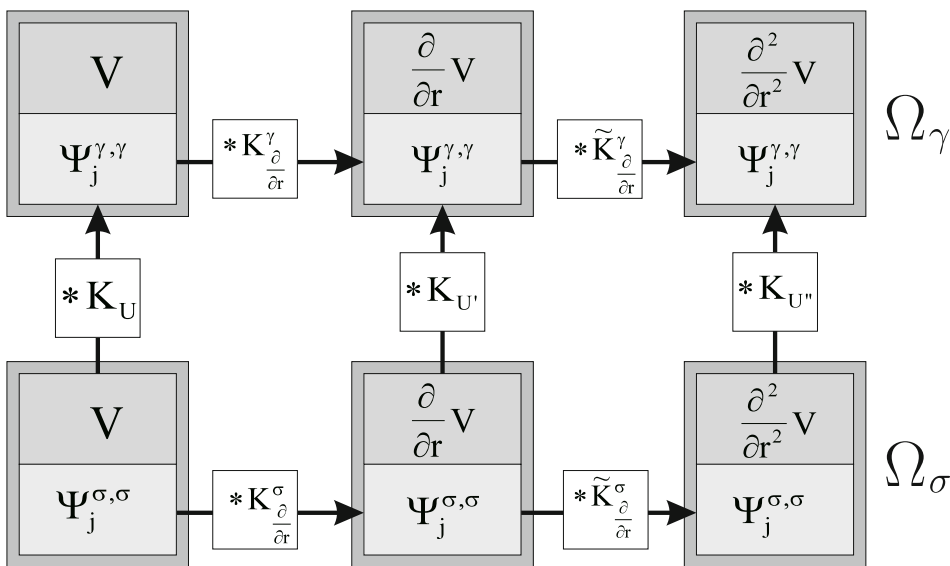 V
∂/∂r V
∂²/∂r² V
Ω_γ
Ψ_j^{γ,γ}
* K^γ_{∂/∂r}
Ψ_j^{γ,γ}
* K̃^γ_{∂/∂r}
Ψ_j^{γ,γ}
* K_U
* K_{U'}
* K_{U"}
V
∂/∂r V
∂²/∂r² V
Ω_σ
Ψ_j^{σ,σ}
* K^σ_{∂/∂r}
Ψ_j^{σ,σ}
* K̃^σ_{∂/∂r}
Ψ_j^{σ,σ}